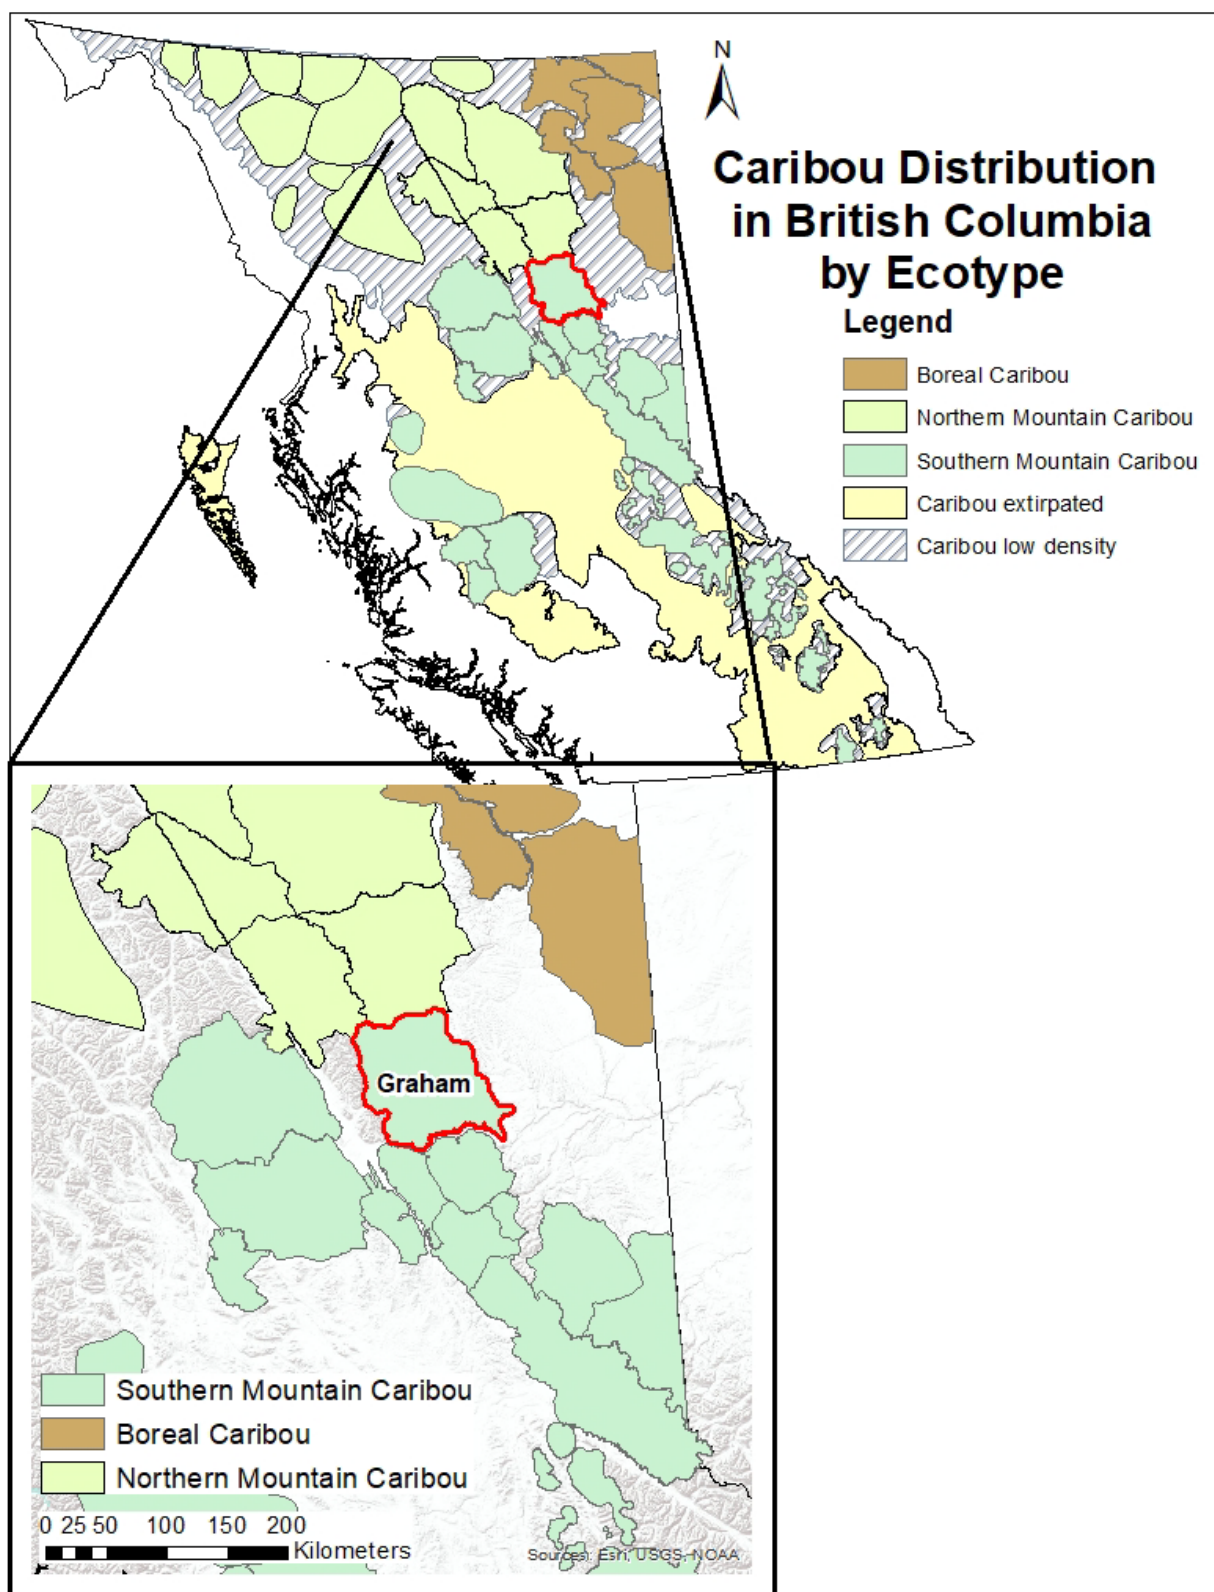 N
Caribou Distribution
in British Columbia
by Ecotype
Legend
Boreal Caribou
Northern Mountain Caribou
Southern Mountain Caribou
Caribou extirpated
Caribou low density
Graham
Southern Mountain Caribou
Boreal Caribou
Northern Mountain Caribou
0 25 50 100 150 200
Kilometers
Sources: Esri, USGS, NOAA